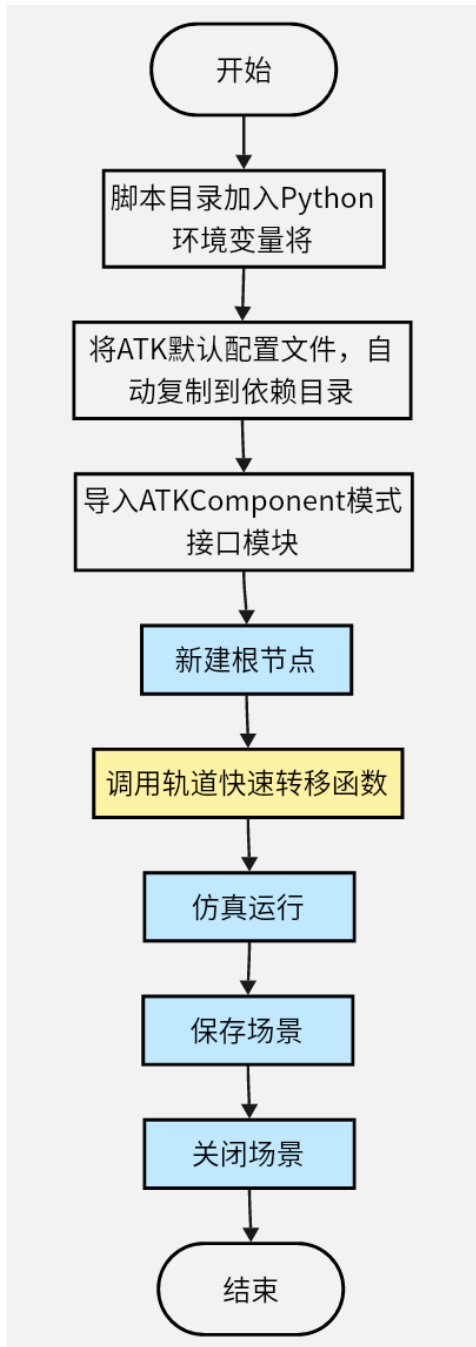 开始
脚本目录加入Python
环境变量将
将ATK默认配置文件，自
动复制到依赖目录
导入ATKComponent模式
接口模块
新建根节点
调用轨道快速转移函数
仿真运行
保存场景
关闭场景
结束